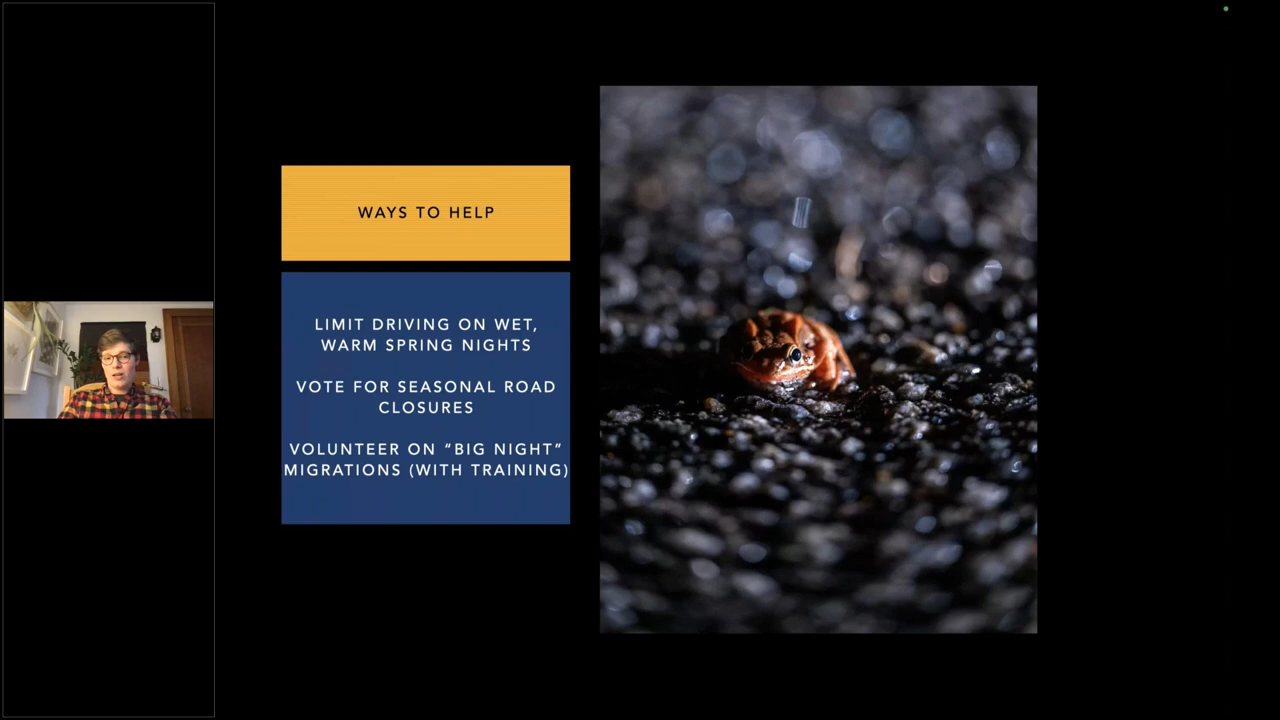 WAYS TO HELP
LIMIT DRIVING ON WET,
WARM SPRING NIGHTS
VOTE FOR SEASONAL ROAD
CLOSURES
VOLUNTEER ON “BIG NIGHT”
MIGRATIONS (WITH TRAINING)